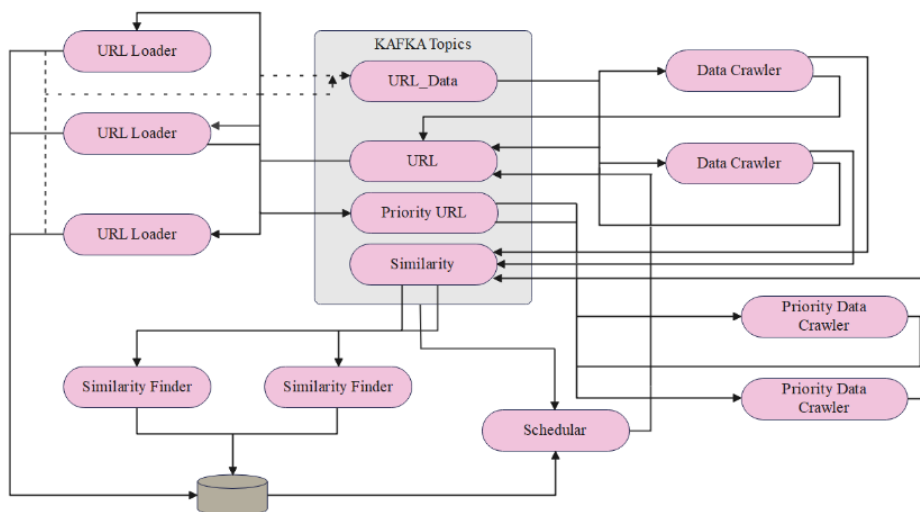 URL Loader
KAFKA Topics
URL_Data
Data Crawler
URL Loader
URL
Data Crawler
URL Loader
Priority URL
Similarity
Priority Data
Crawler
Similarity Finder
Similarity Finder
Priority Data
Crawler
Schedular